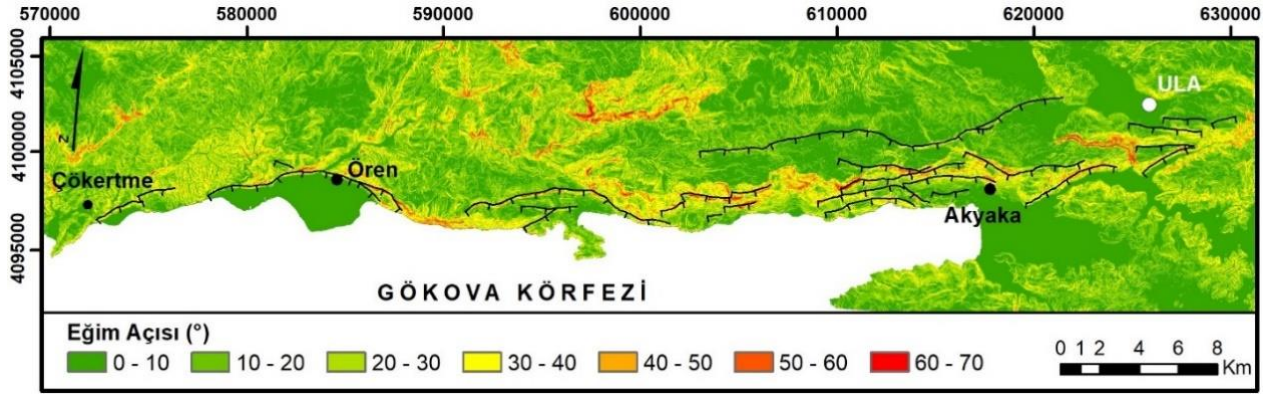 570000 580000 590000 600000 610000 620000 630000
4105000
4100000
4095000
N
ULA
Çökertme
Ören
Akyaka
GÖKOVA KÖRFEZİ
Eğim Açısı (°)
0 - 10 10 - 20 20 - 30 30 - 40 40 - 50 50 - 60 60 - 70
0 1 2 4 6 8
Km